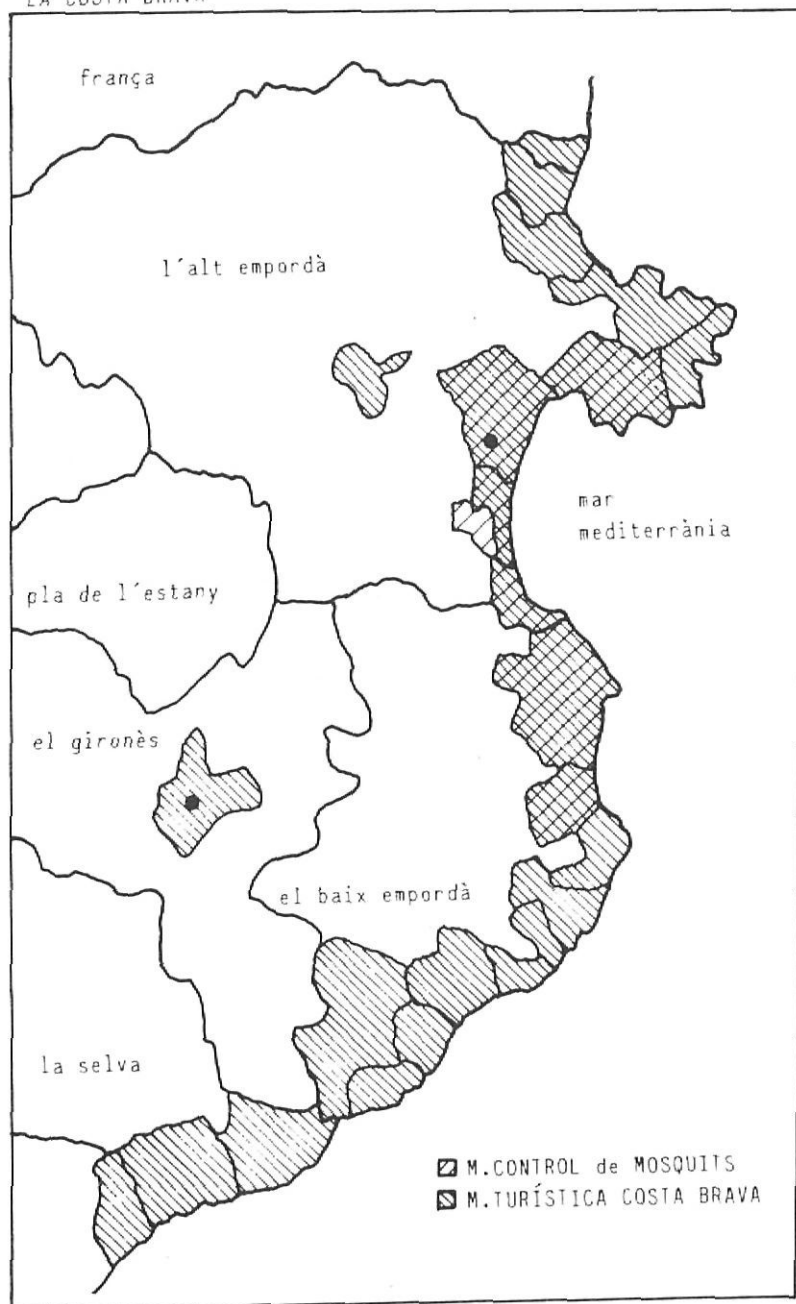 LA COSTA BRAVA
frança
l´alt empordà
mar
mediterrània
pla de l´estany
el gironès
el baix empordà
la selva
M.CONTROL de MOSQUITS
M.TURÍSTICA COSTA BRAVA